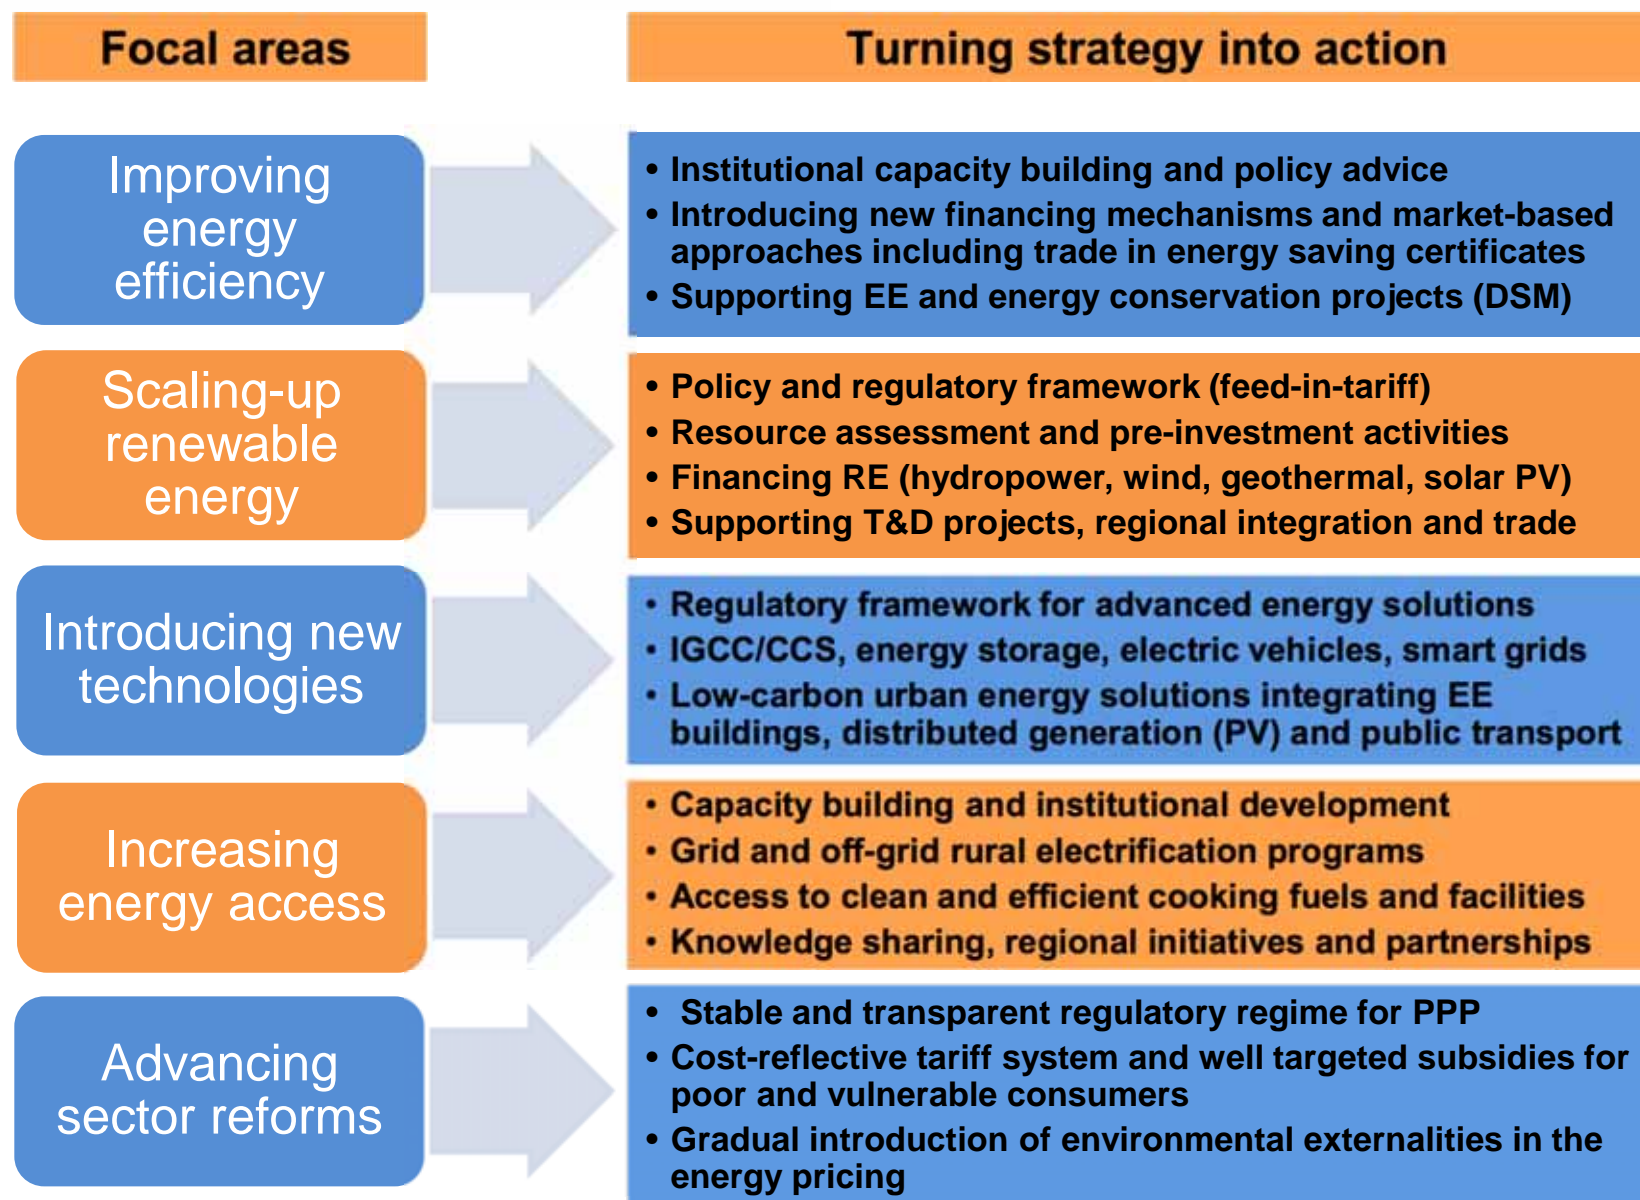 Focal areas
Turning strategy into action
Improving
energy
efficiency
• Institutional capacity building and policy advice
• Introducing new financing mechanisms and market-based
approaches including trade in energy saving certificates
• Supporting EE and energy conservation projects (DSM)
Scaling-up
renewable
energy
• Policy and regulatory framework (feed-in-tariff)
• Resource assessment and pre-investment activities
• Financing RE (hydropower, wind, geothermal, solar PV)
• Supporting T&D projects, regional integration and trade
Introducing new
technologies
• Regulatory framework for advanced energy solutions
• IGCC/CCS, energy storage, electric vehicles, smart grids
• Low-carbon urban energy solutions integrating EE
buildings, distributed generation (PV) and public transport
Increasing
energy access
• Capacity building and institutional development
• Grid and off-grid rural electrification programs
• Access to clean and efficient cooking fuels and facilities
• Knowledge sharing, regional initiatives and partnerships
Advancing
sector reforms
• Stable and transparent regulatory regime for PPP
• Cost-reflective tariff system and well targeted subsidies for
poor and vulnerable consumers
• Gradual introduction of environmental externalities in the
energy pricing